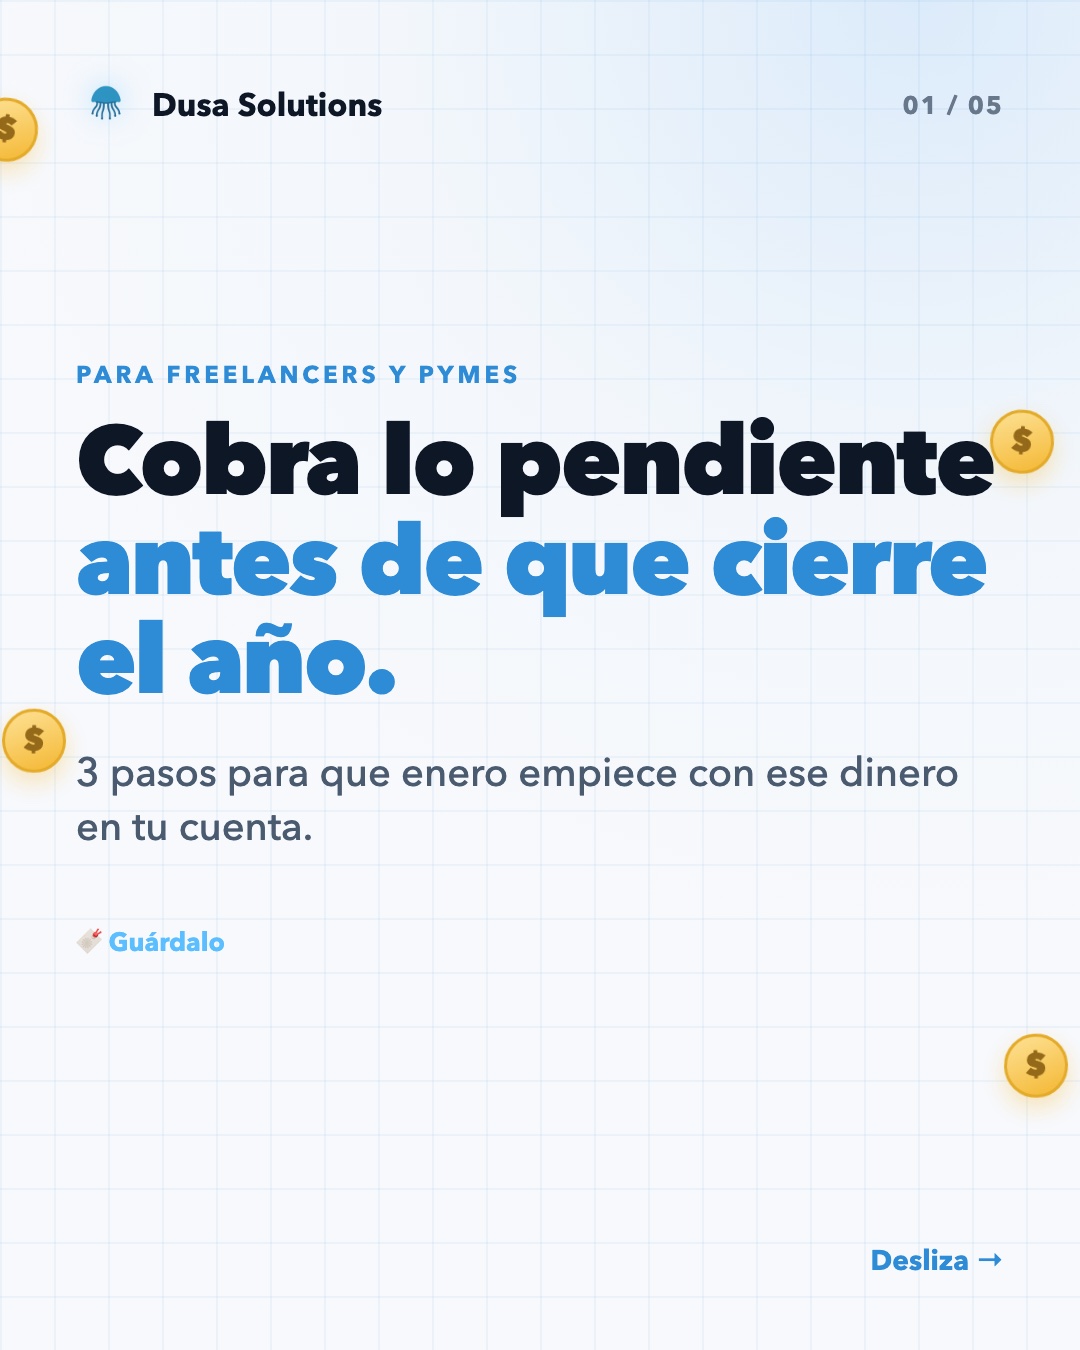 Dusa Solutions
01 / 05
PARA FREELANCERS Y PYMES
Cobra lo pendiente
antes de que cierre
el año.
3 pasos para que enero empiece con ese dinero
en tu cuenta.
Guárdalo
Desliza →
$
$
$
$